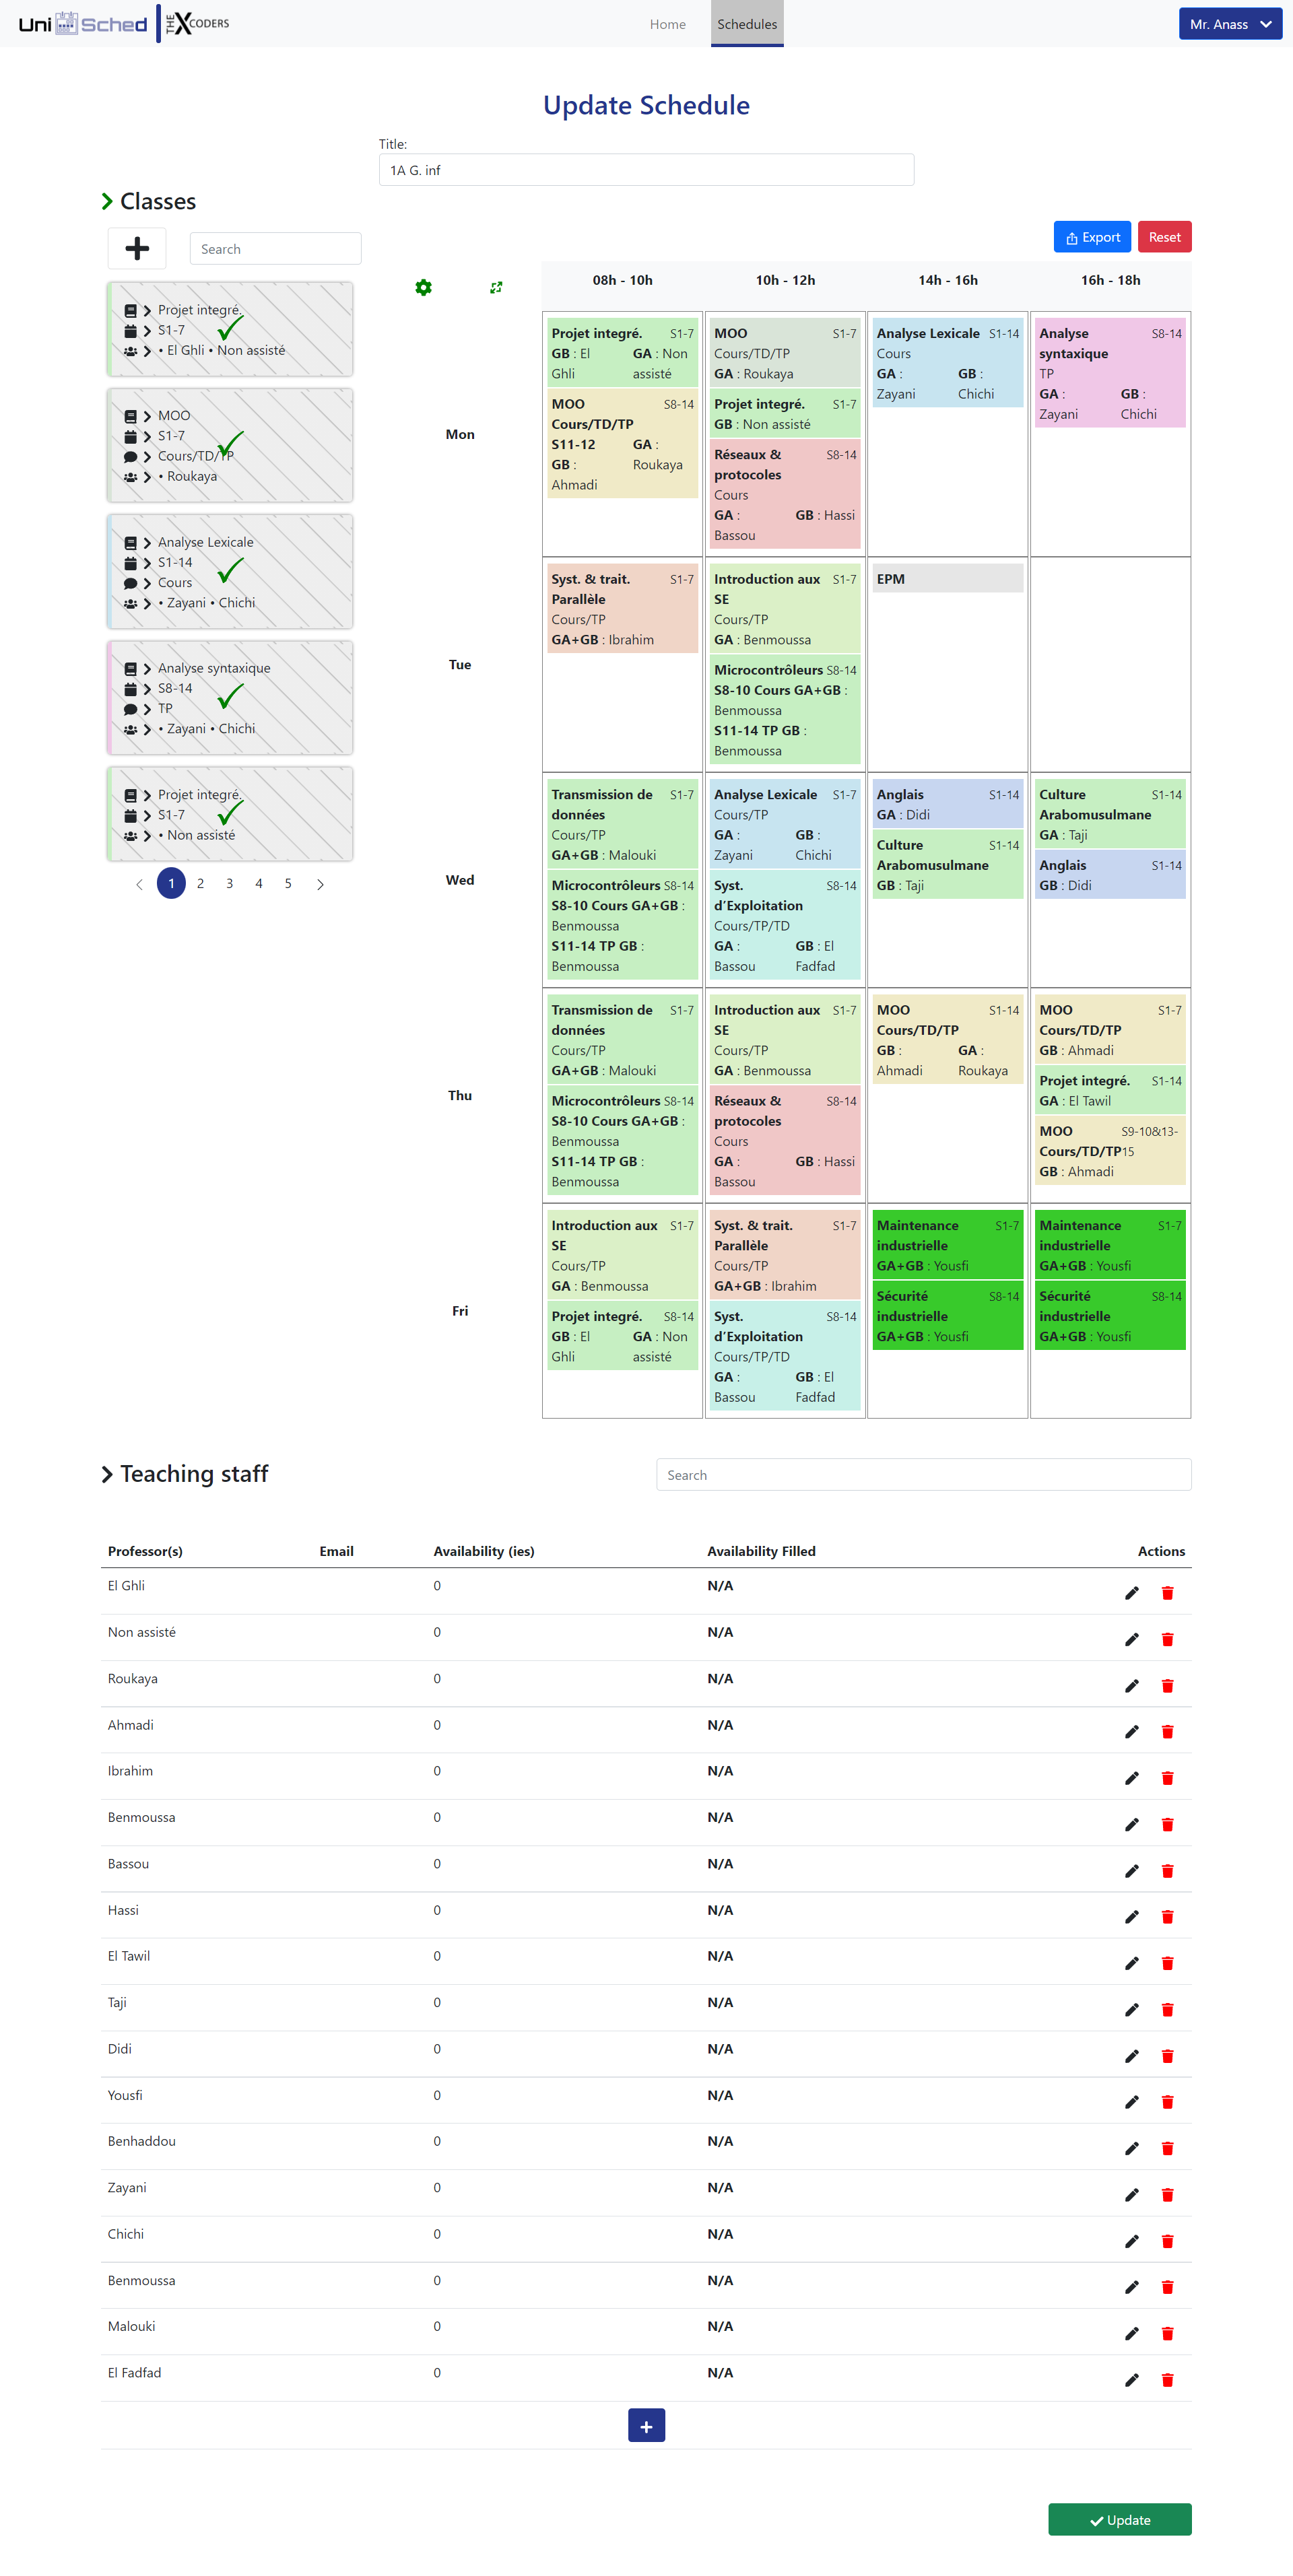 Uni Sched THE X CODERS
Home
Schedules
Mr. Anass
Update Schedule
Title:
1A G. inf
Classes
Search
Export
Reset
Projet integré.
S1-7
• El Ghli • Non assisté
MOO
S1-7
Cours/TD/TP
• Roukaya
Analyse Lexicale
S1-14
Cours
• Zayani • Chichi
Analyse syntaxique
S8-14
TP
• Zayani • Chichi
Projet integré.
S1-7
• Non assisté
1 2 3 4 5
08h - 10h
10h - 12h
14h - 16h
16h - 18h
Mon
Projet integré. S1-7
GB : El Ghli
GA : Non assisté
MOO S8-14
Cours/TD/TP
S11-12
GB : Ahmadi
GA : Roukaya
MOO S1-7
Cours/TD/TP
GA : Roukaya
Projet integré. S1-7
GB : Non assisté
Réseaux & S8-14
protocoles
Cours
GA : Bassou
GB : Hassi
Analyse Lexicale S1-14
Cours
GA : Zayani
GB : Chichi
Analyse S8-14
syntaxique
TP
GA : Zayani
GB : Chichi
Tue
Syst. & trait. S1-7
Parallèle
Cours/TP
GA+GB : Ibrahim
Introduction aux S1-7
SE
Cours/TP
GA : Benmoussa
Microcontrôleurs S8-14
S8-10 Cours GA+GB :
Benmoussa
S11-14 TP GB :
Benmoussa
EPM
Wed
Transmission de S1-7
données
Cours/TP
GA+GB : Malouki
Microcontrôleurs S8-14
S8-10 Cours GA+GB :
Benmoussa
S11-14 TP GB :
Benmoussa
Analyse Lexicale S1-7
Cours/TP
GA : Zayani
GB : Chichi
Syst. S8-14
d’Exploitation
Cours/TP/TD
GA : Bassou
GB : El Fadfad
Anglais S1-14
GA : Didi
Culture S1-14
Arabomusulmane
GB : Taji
Culture S1-14
Arabomusulmane
GA : Taji
Anglais S1-14
GB : Didi
Thu
Transmission de S1-7
données
Cours/TP
GA+GB : Malouki
Microcontrôleurs S8-14
S8-10 Cours GA+GB :
Benmoussa
S11-14 TP GB :
Benmoussa
Introduction aux S1-7
SE
Cours/TP
GA : Benmoussa
Réseaux & S8-14
protocoles
Cours
GA : Bassou
GB : Hassi
MOO S1-14
Cours/TD/TP
GB : Ahmadi
GA : Roukaya
MOO S1-7
Cours/TD/TP
GB : Ahmadi
Projet integré. S1-14
GA : El Tawil
MOO S9-10&13-
Cours/TD/TP 15
GB : Ahmadi
Fri
Introduction aux S1-7
SE
Cours/TP
GA : Benmoussa
Projet integré. S8-14
GB : El Ghli
GA : Non assisté
Syst. & trait. S1-7
Parallèle
Cours/TP
GA+GB : Ibrahim
Syst. S8-14
d’Exploitation
Cours/TP/TD
GA : Bassou
GB : El Fadfad
Maintenance S1-7
industrielle
GA+GB : Yousfi
Sécurité S8-14
industrielle
GA+GB : Yousfi
Maintenance S1-7
industrielle
GA+GB : Yousfi
Sécurité S8-14
industrielle
GA+GB : Yousfi
Teaching staff
Search
Professor(s) Email Availability (ies) Availability Filled Actions
El Ghli 0 N/A
Non assisté 0 N/A
Roukaya 0 N/A
Ahmadi 0 N/A
Ibrahim 0 N/A
Benmoussa 0 N/A
Bassou 0 N/A
Hassi 0 N/A
El Tawil 0 N/A
Taji 0 N/A
Didi 0 N/A
Yousfi 0 N/A
Benhaddou 0 N/A
Zayani 0 N/A
Chichi 0 N/A
Benmoussa 0 N/A
Malouki 0 N/A
El Fadfad 0 N/A
Update